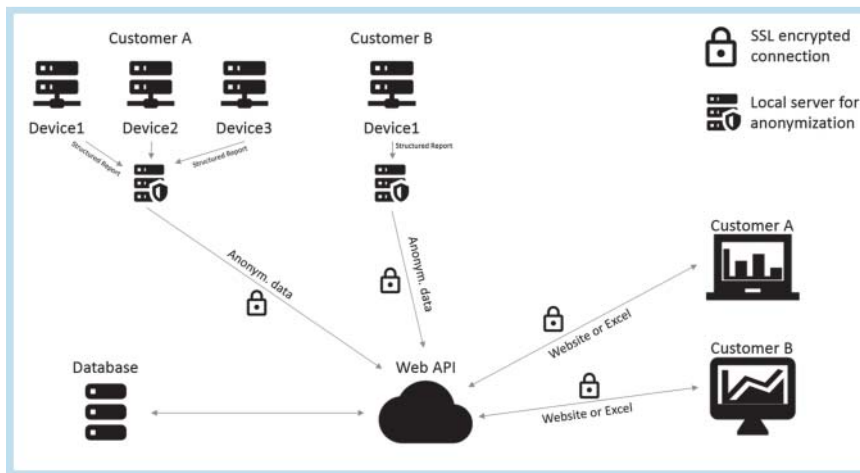 Customer A
Customer B
SSL encrypted
connection
Device1
Device2
Device3
Device1
Local server for
anonymization
Structured Report
Structured Report
Structured Report
Anonym. data
Anonym. data
Customer A
Website or Excel
Database
Web API
Customer B
Website or Excel